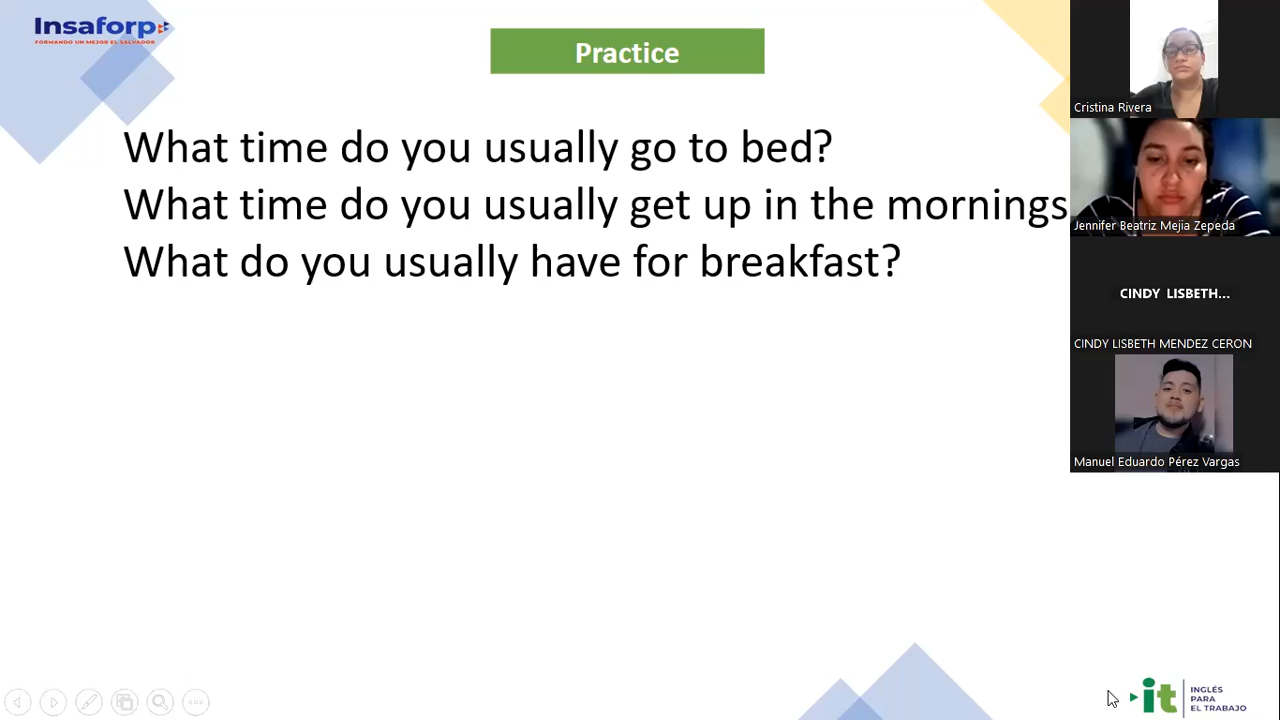 Insaforp
FORMANDO UN MEJOR EL SALVADOR
Practice
What time do you usually go to bed?
What time do you usually get up in the mornings
What do you usually have for breakfast?
Cristina Rivera
Jennifer Beatriz Mejia Zepeda
CINDY LISBETH...
CINDY LISBETH MENDEZ CERON
Manuel Eduardo Pérez Vargas
it
INGLÉS
PARA
EL TRABAJO